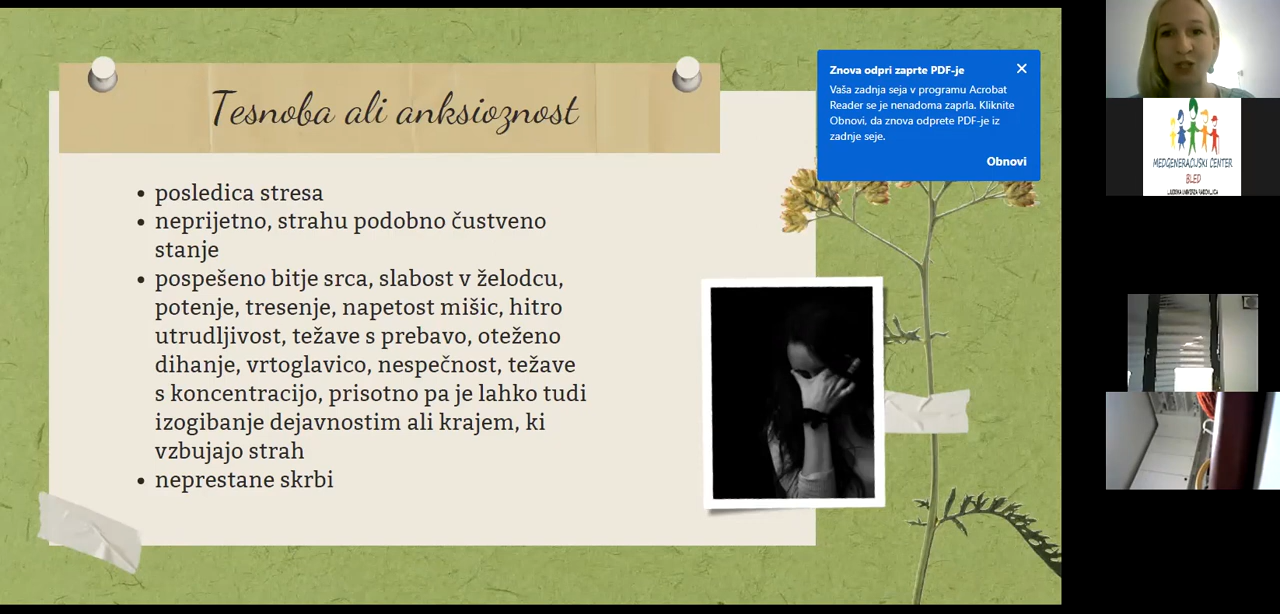 Tesnoba ali anksioznost
• posledica stresa
• neprijetno, strahu podobno čustveno
stanje
• pospešeno bitje srca, slabost v želodcu,
potenje, tresenje, napetost mišic, hitro
utrudljivost, težave s prebavo, oteženo
dihanje, vrtoglavico, nespečnost, težave
s koncentracijo, prisotno pa je lahko tudi
izogibanje dejavnostim ali krajem, ki
vzbujajo strah
• neprestane skrbi
Znova odpri zaprte PDF-je
Vaša zadnja seja v programu Acrobat
Reader se je nenadoma zaprla. Kliknite
Obnovi, da znova odprete PDF-je iz
zadnje seje.
Obnovi
MEDGENERACIJSKI CENTER
BLED
LJUDSKA UNIVERZA RADOVLJICA